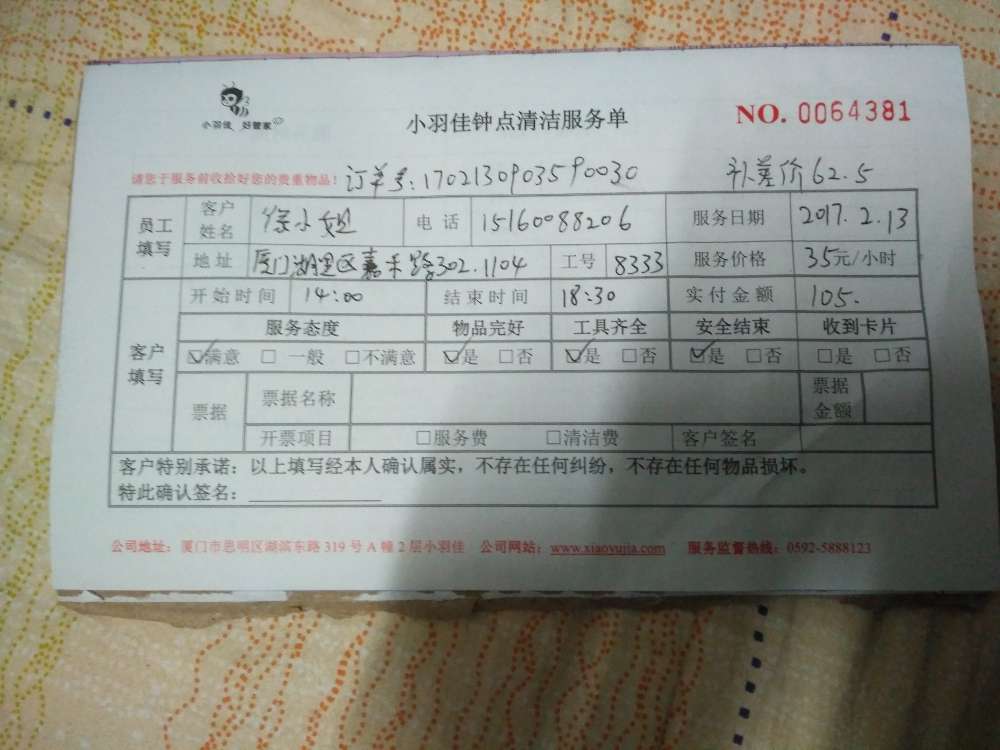 小羽佳 好管家
小羽佳钟点清洁服务单
NO. 0064381
请您于服务前收捡好您的贵重物品!
订单号:170213090359 0030 补差价62.5
员工填写 客户姓名 徐小姐 电话 15160088206 服务日期 2017.2.13
地址 厦门湖里区嘉禾路302.1104 工号 8333 服务价格 35元/小时
客户填写 开始时间 14:00 结束时间 18:30 实付金额 105.
服务态度 物品完好 工具齐全 安全结束 收到卡片
☑满意 □一般 □不满意 ☑是 □否 ☑是 □否 ☑是 □否 □是 □否
票据 票据名称 票据金额
开票项目 □服务费 □清洁费 客户签名
客户特别承诺:以上填写经本人确认属实,不存在任何纠纷,不存在任何物品损坏。
特此确认签名:
公司地址:厦门市思明区湖滨东路 319 号 A 幢 2 层小羽佳 公司网站:www.xiaoyujia.com 服务监督热线:0592-5888123